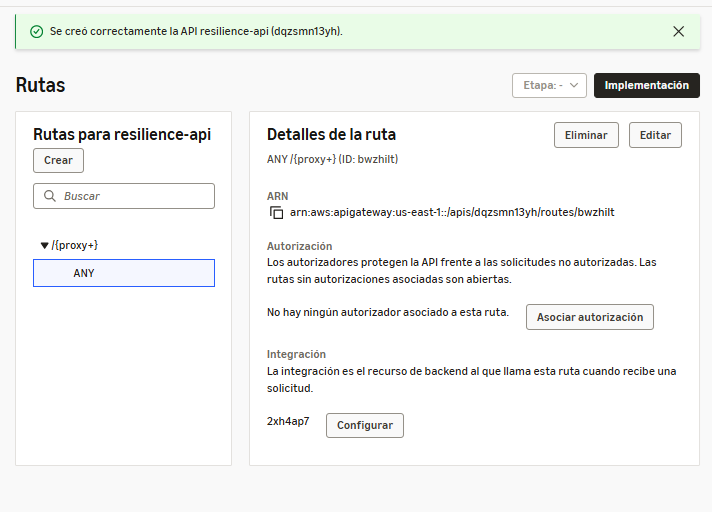 Se creó correctamente la API resilience-api (dqzsmn13yh).
Rutas
Etapa: -
Implementación
Rutas para resilience-api
Crear
Buscar
/{proxy+}
ANY
Detalles de la ruta
Eliminar
Editar
ANY /{proxy+} (ID: bwzhilt)
ARN
arn:aws:apigateway:us-east-1::/apis/dqzsmn13yh/routes/bwzhilt
Autorización
Los autorizadores protegen la API frente a las solicitudes no autorizadas. Las
rutas sin autorizaciones asociadas son abiertas.
No hay ningún autorizador asociado a esta ruta.
Asociar autorización
Integración
La integración es el recurso de backend al que llama esta ruta cuando recibe una
solicitud.
2xh4ap7
Configurar